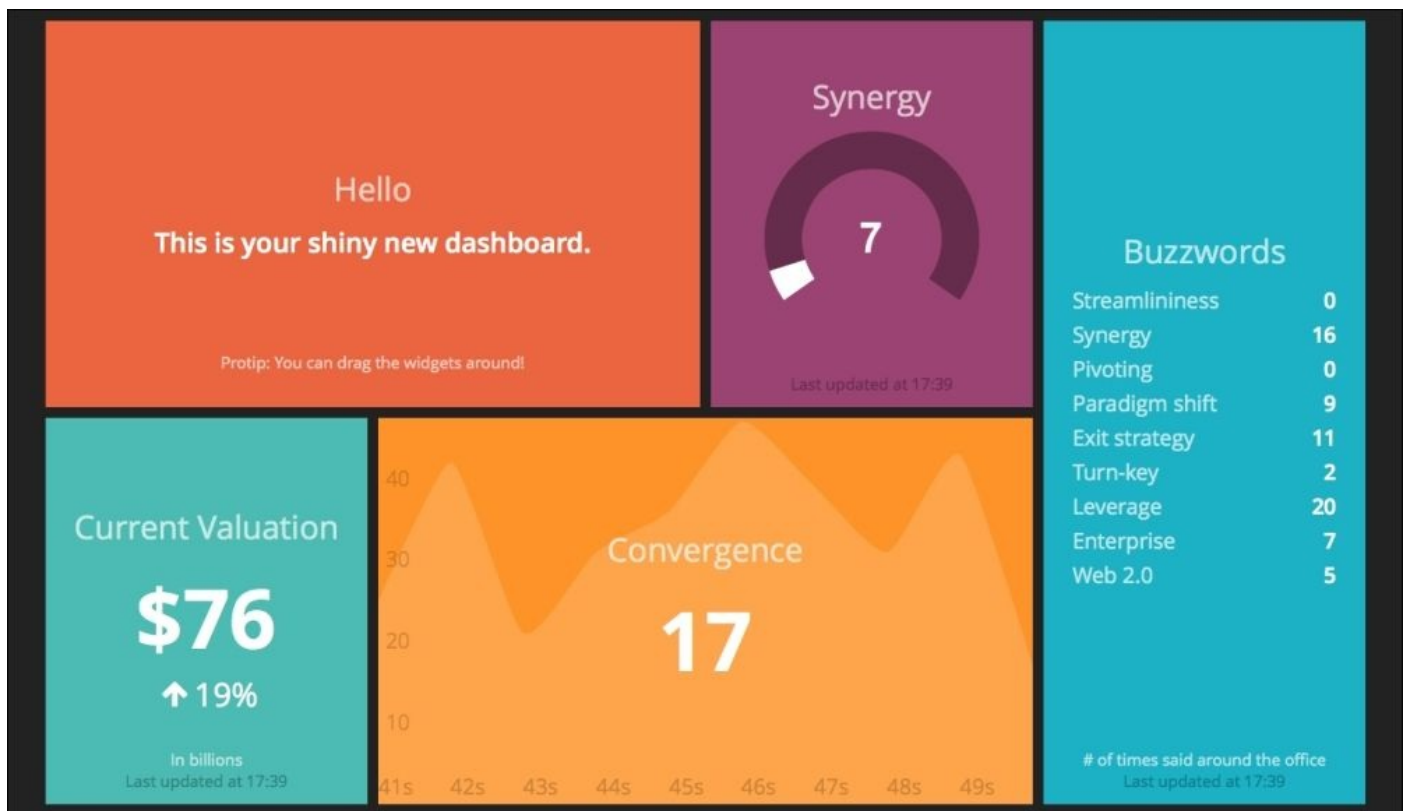 Hello
This is your shiny new dashboard.
Protip: You can drag the widgets around!
Synergy
7
Last updated at 17:39
Buzzwords
Streamlininess 0
Synergy 16
Pivoting 0
Paradigm shift 9
Exit strategy 11
Turn-key 2
Leverage 20
Enterprise 7
Web 2.0 5
# of times said around the office
Last updated at 17:39
Current Valuation
$76
↑ 19%
In billions
Last updated at 17:39
Convergence
17
40
30
20
10
41s 42s 43s 44s 45s 46s 47s 48s 49s